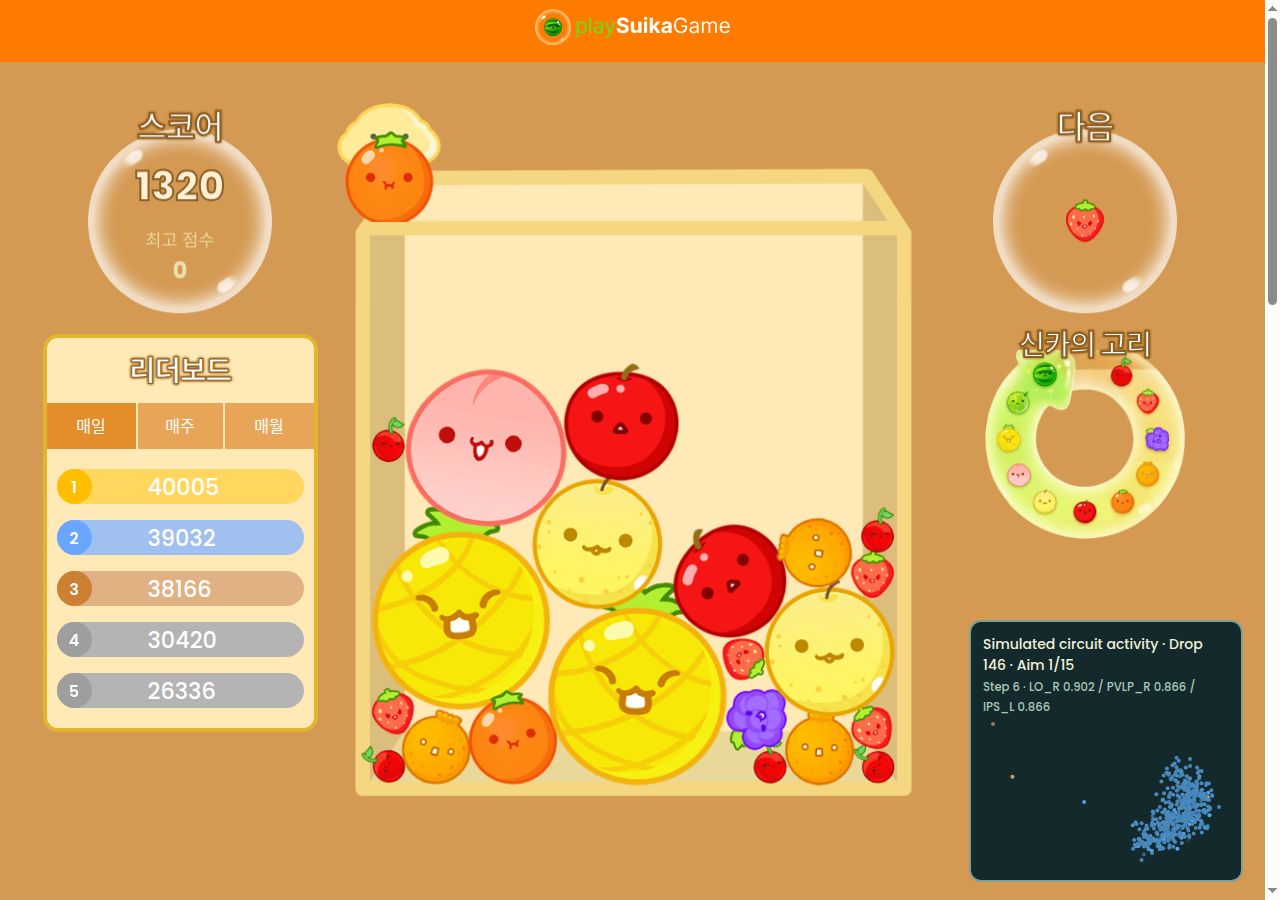 playSuikaGame
스코어
1320
최고 점수
0
다음
리더보드
매일 매주 매월
1 40005
2 39032
3 38166
4 30420
5 26336
신카의 고리
Simulated circuit activity · Drop
146 · Aim 1/15
Step 6 · LO_R 0.902 / PVLP_R 0.866 /
IPS_L 0.866